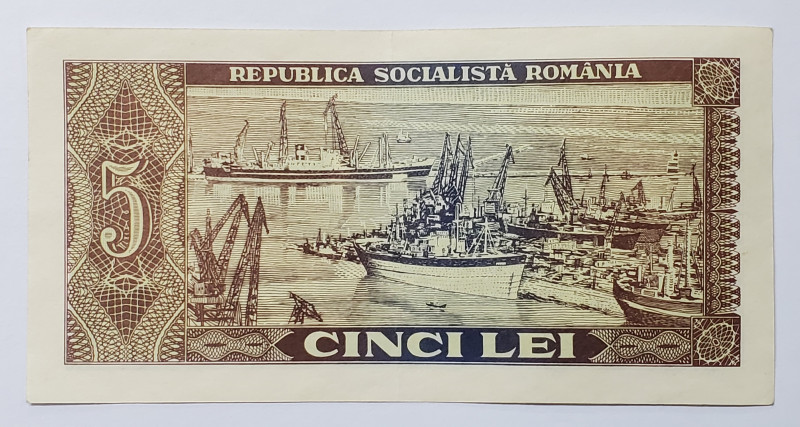 REPUBLICA SOCIALISTĂ ROMÂNIA
5
CINCI LEI